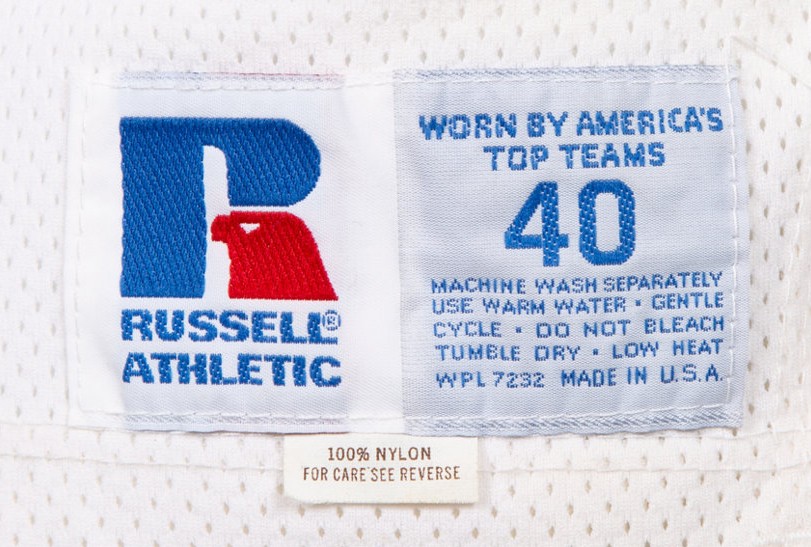 RUSSELL®
ATHLETIC
WORN BY AMERICA'S
TOP TEAMS
40
MACHINE WASH SEPARATELY
USE WARM WATER • GENTLE
CYCLE • DO NOT BLEACH
TUMBLE DRY • LOW HEAT
WPL 7232 MADE IN U.S.A.
100% NYLON
FOR CARE SEE REVERSE